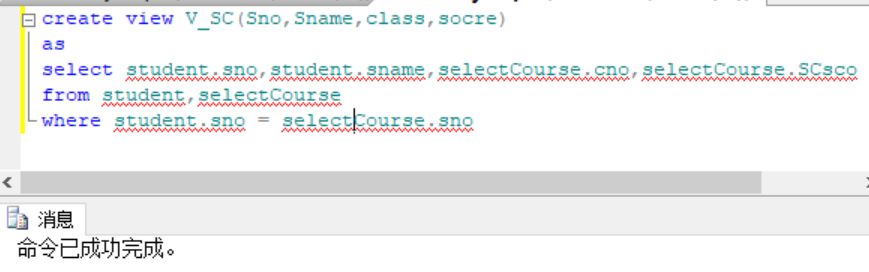 create view V_SC(Sno,Sname,class,socre)
as
select student.sno,student.sname,selectCourse.cno,selectCourse.SCsco
from student,selectCourse
where student.sno = selectCourse.sno
消息
命令已成功完成。